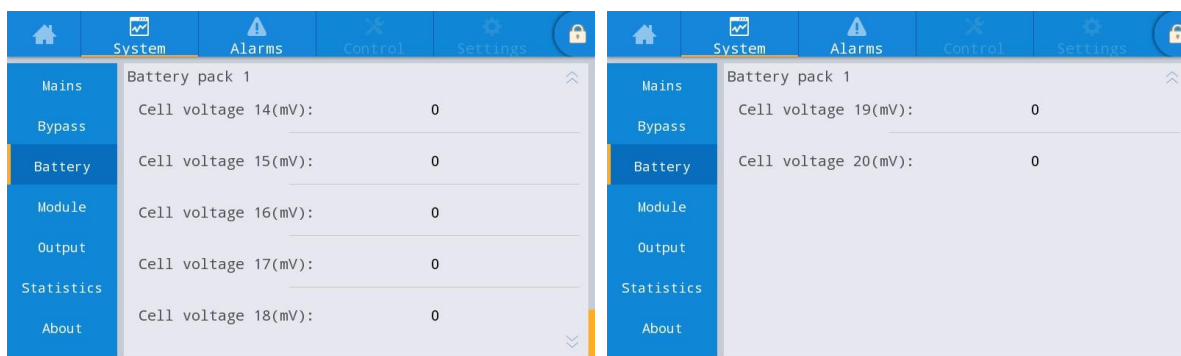 System Alarms Control Settings
Mains
Bypass
Battery
Module
Output
Statistics
About
Battery pack 1
Cell voltage 14(mV): 0
Cell voltage 15(mV): 0
Cell voltage 16(mV): 0
Cell voltage 17(mV): 0
Cell voltage 18(mV): 0
System Alarms Control Settings
Mains
Bypass
Battery
Module
Output
Statistics
About
Battery pack 1
Cell voltage 19(mV): 0
Cell voltage 20(mV): 0